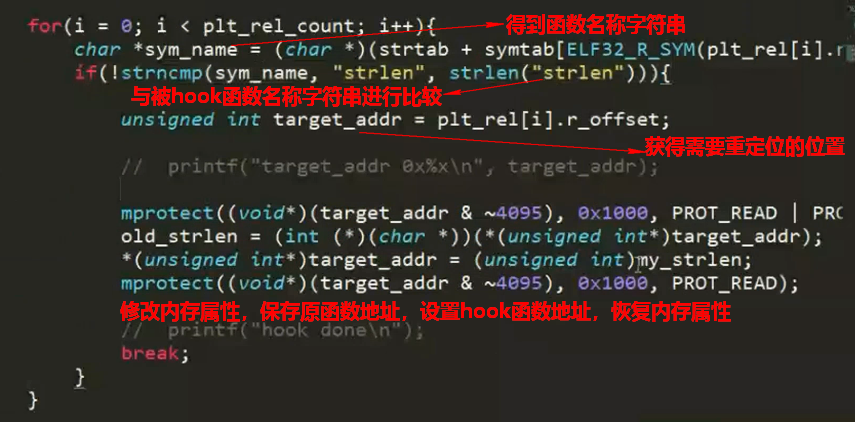 for(i = 0; i < plt_rel_count; i++){
得到函数名称字符串
char *sym_name = (char *)(strtab + symtab[ELF32_R_SYM(plt_rel[i].r
if(!strncmp(sym_name, "strlen", strlen("strlen"))){
与被hook函数名称字符串进行比较
unsigned int target_addr = plt_rel[i].r_offset;
获得需要重定位的位置
//  printf("target_addr 0x%x\n", target_addr);
mprotect((void*)(target_addr & ~4095), 0x1000, PROT_READ | PRO
old_strlen = (int (*)(char *))(*(unsigned int*)target_addr);
*(unsigned int*)target_addr = (unsigned int)my_strlen;
mprotect((void*)(target_addr & ~4095), 0x1000, PROT_READ);
修改内存属性，保存原函数地址，设置hook函数地址，恢复内存属性
//  printf("hook done\n");
break;
}
}